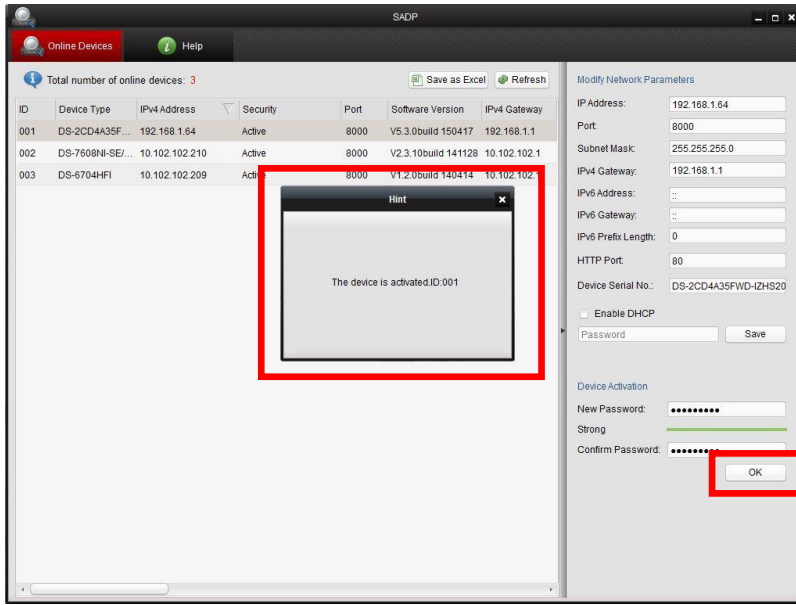 SADP
Online Devices
Help
Total number of online devices: 3
Save as Excel
Refresh
ID Device Type IPv4 Address Security Port Software Version IPv4 Gateway
001 DS-2CD4A35F... 192.168.1.64 Active 8000 V5.3.0build 150417 192.168.1.1
002 DS-7608NI-SE/... 10.102.102.210 Active 8000 V2.3.10build 141128 10.102.102.1
003 DS-6704HFI 10.102.102.209 Active 8000 V1.2.0build 140414 10.102.102.1
Hint
The device is activated.ID:001
Modify Network Parameters
IP Address: 192.168.1.64
Port: 8000
Subnet Mask: 255.255.255.0
IPv4 Gateway: 192.168.1.1
IPv6 Address: ::
IPv6 Gateway: ::
IPv6 Prefix Length: 0
HTTP Port: 80
Device Serial No.: DS-2CD4A35FWD-IZHS20
Enable DHCP
Password
Save
Device Activation
New Password: ●●●●●●●●●
Strong
Confirm Password: ●●●●●●●●●
OK